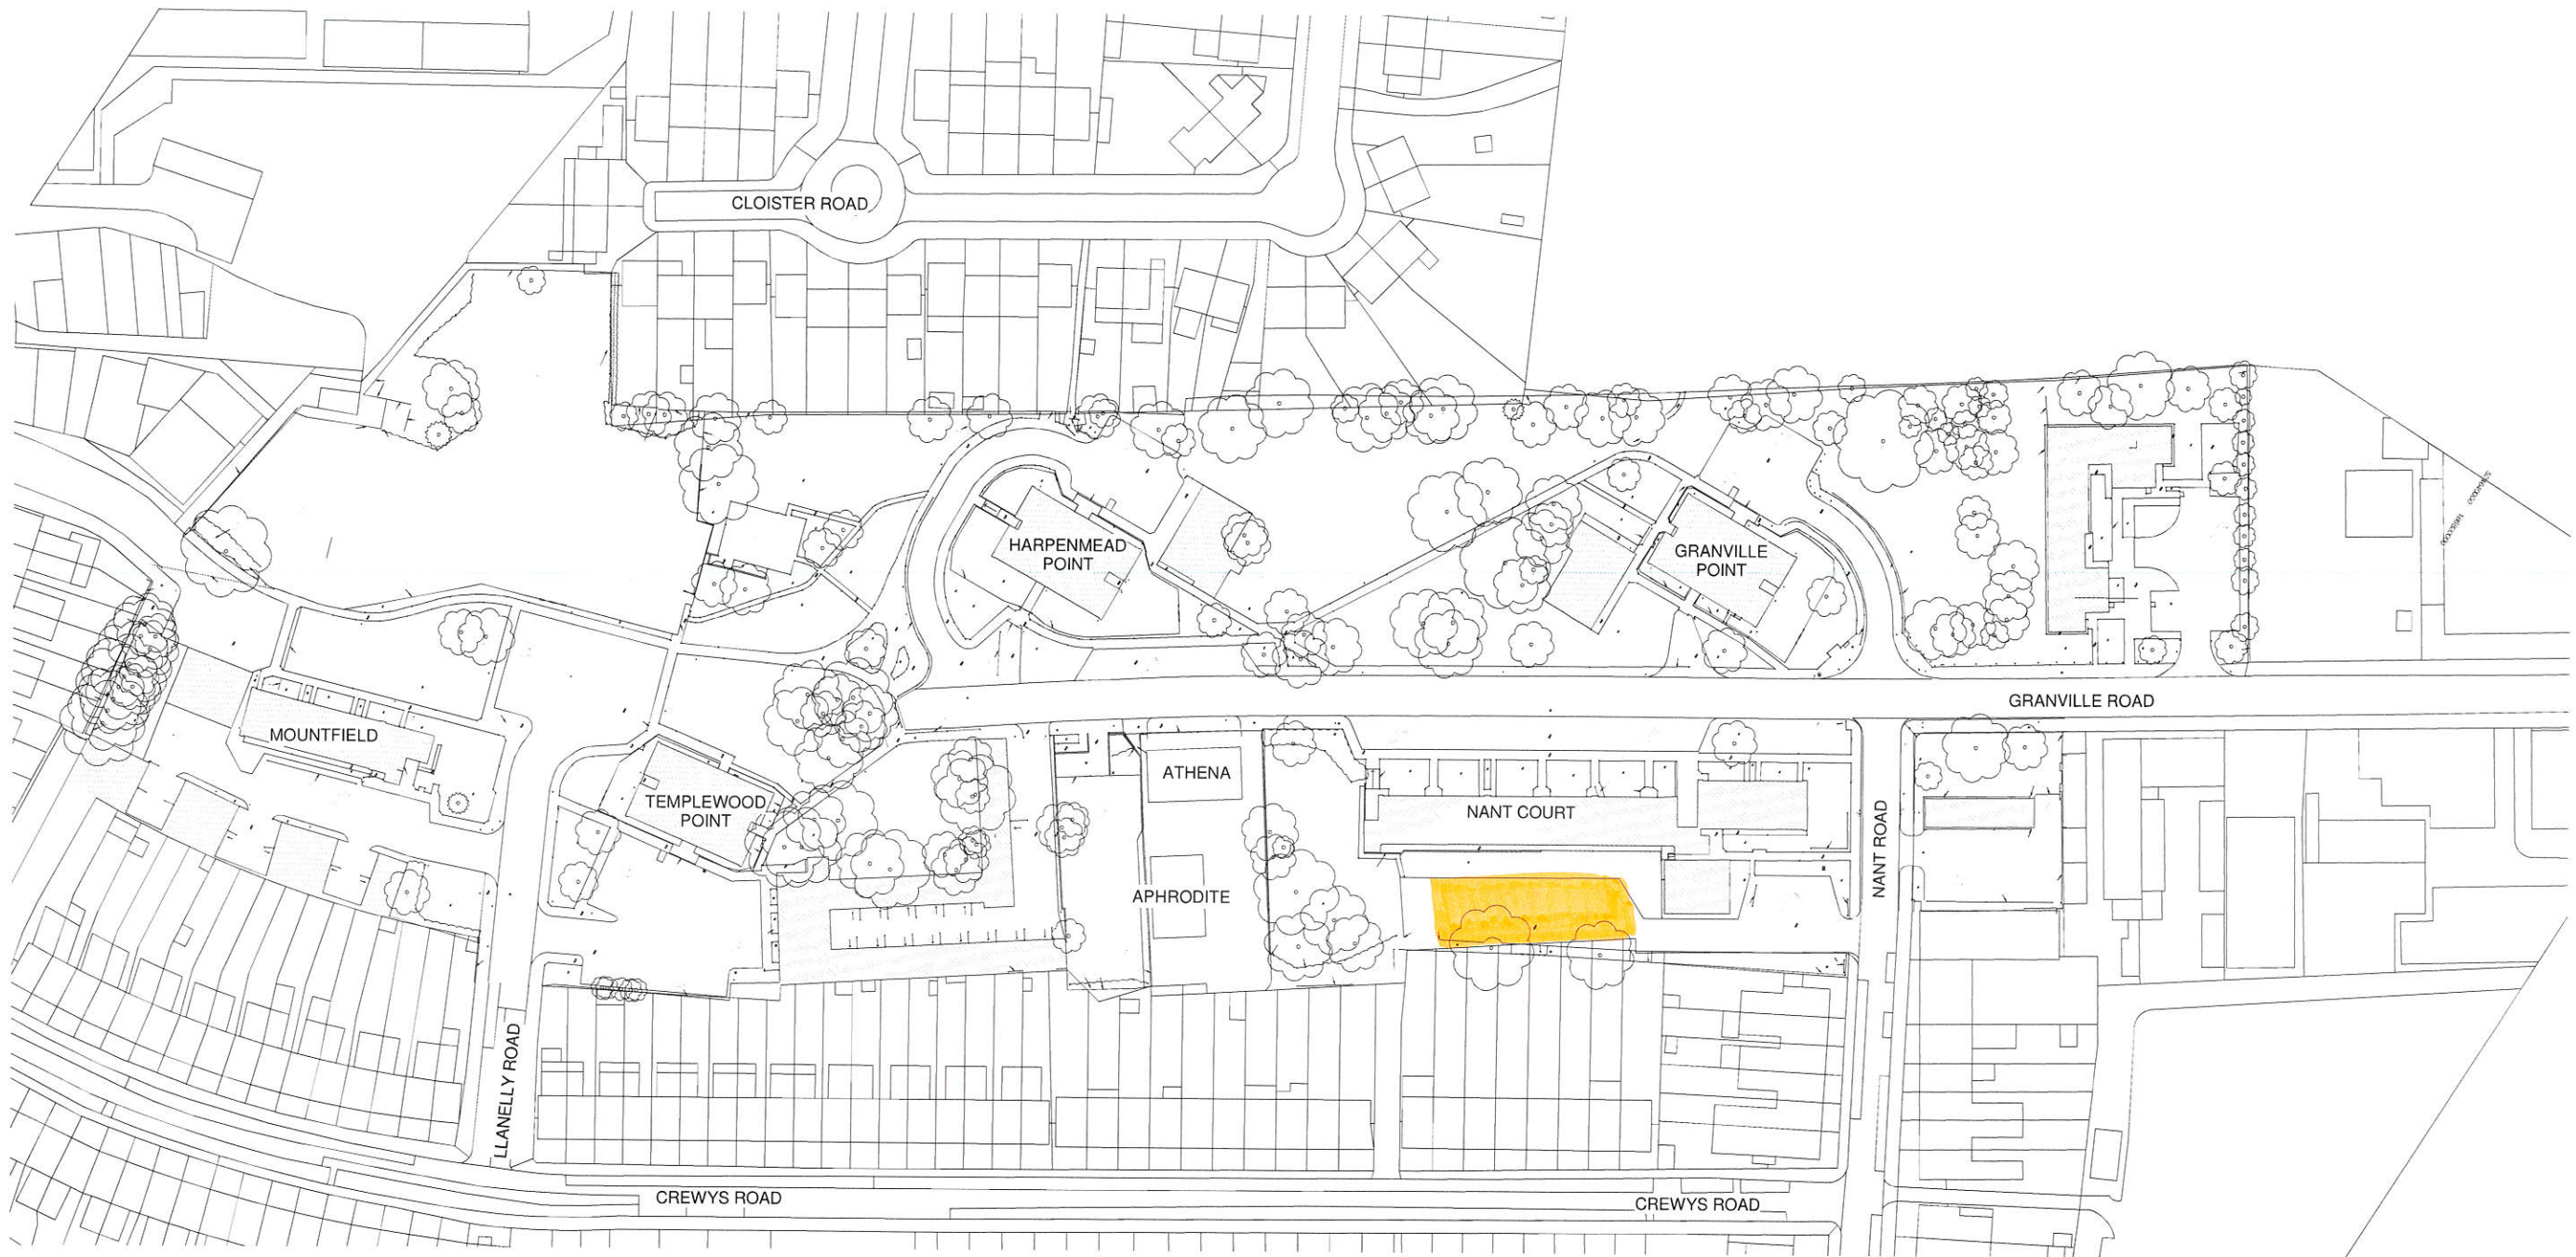 CLOISTER ROAD
HARPENMEAD
POINT
GRANVILLE
POINT
GRANVILLE ROAD
MOUNTFIELD
TEMPLEWOOD
POINT
ATHENA
NANT COURT
APHRODITE
NANT ROAD
LLANELLY ROAD
CREWYS ROAD
CREWYS ROAD